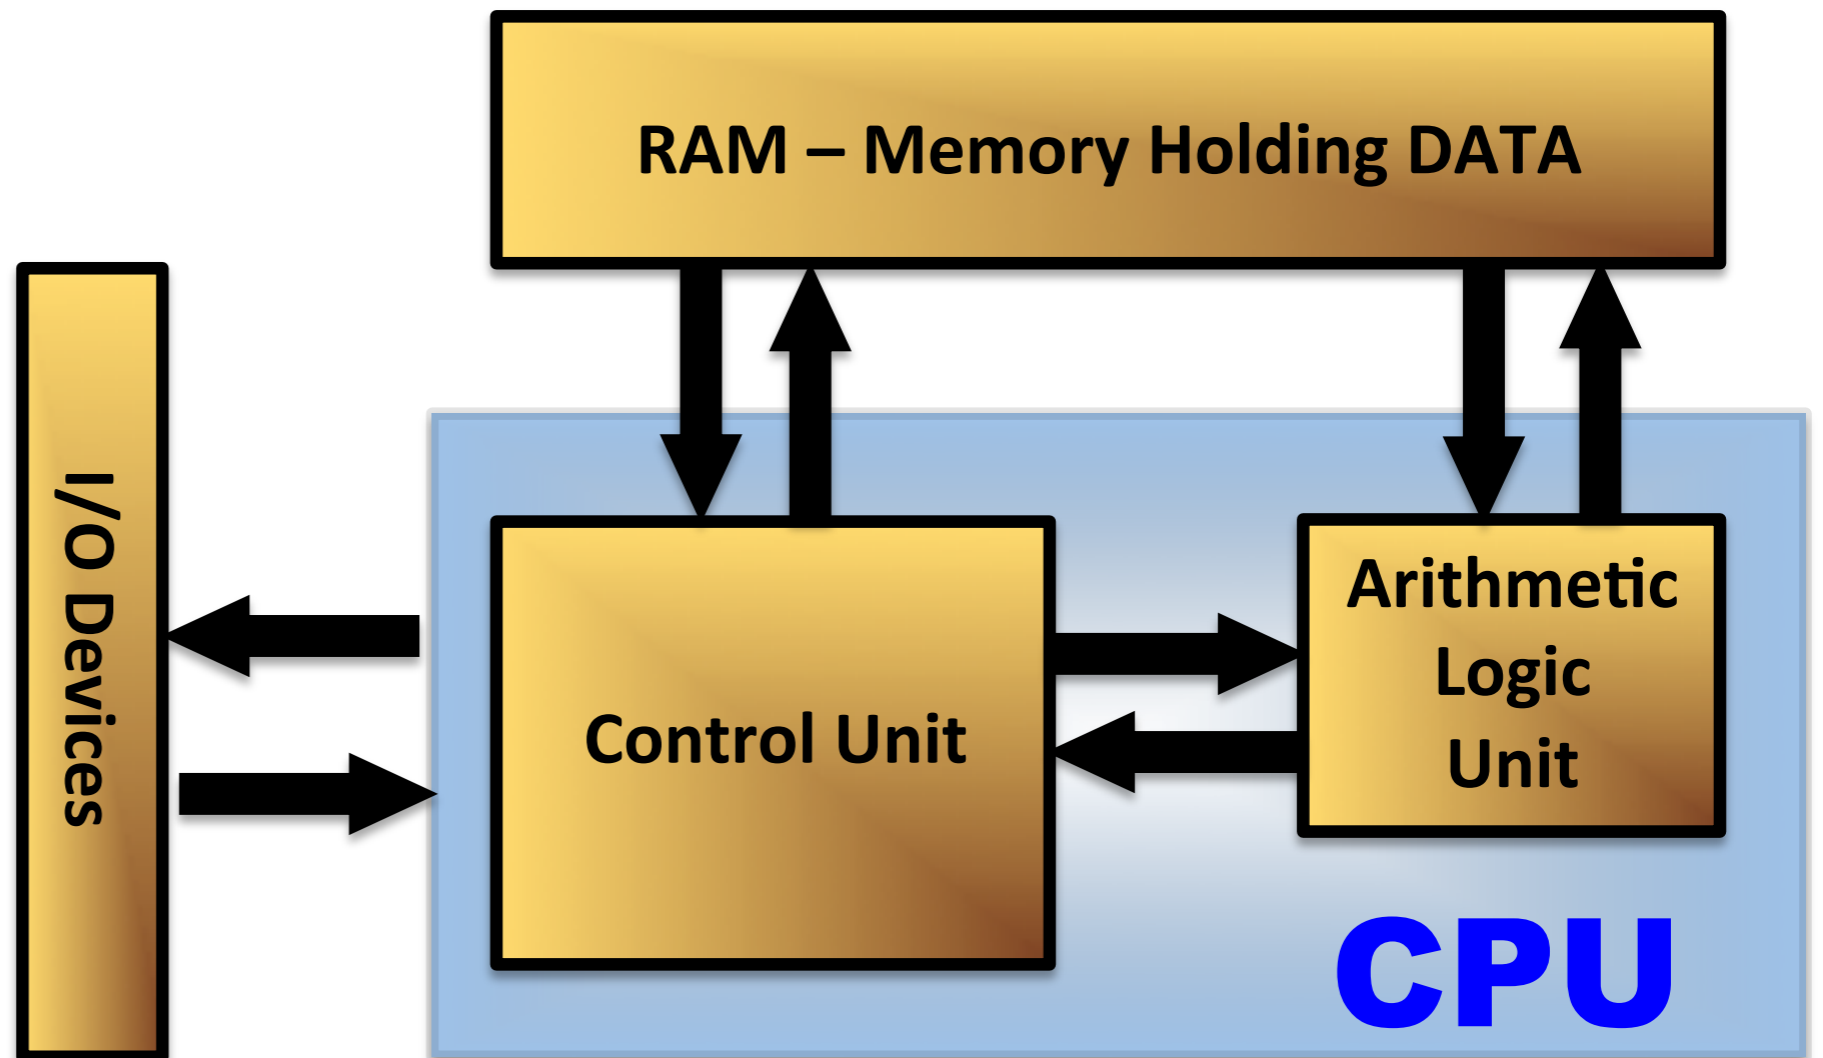 RAM – Memory Holding DATA
I/O Devices
Control Unit
Arithmetic
Logic
Unit
CPU